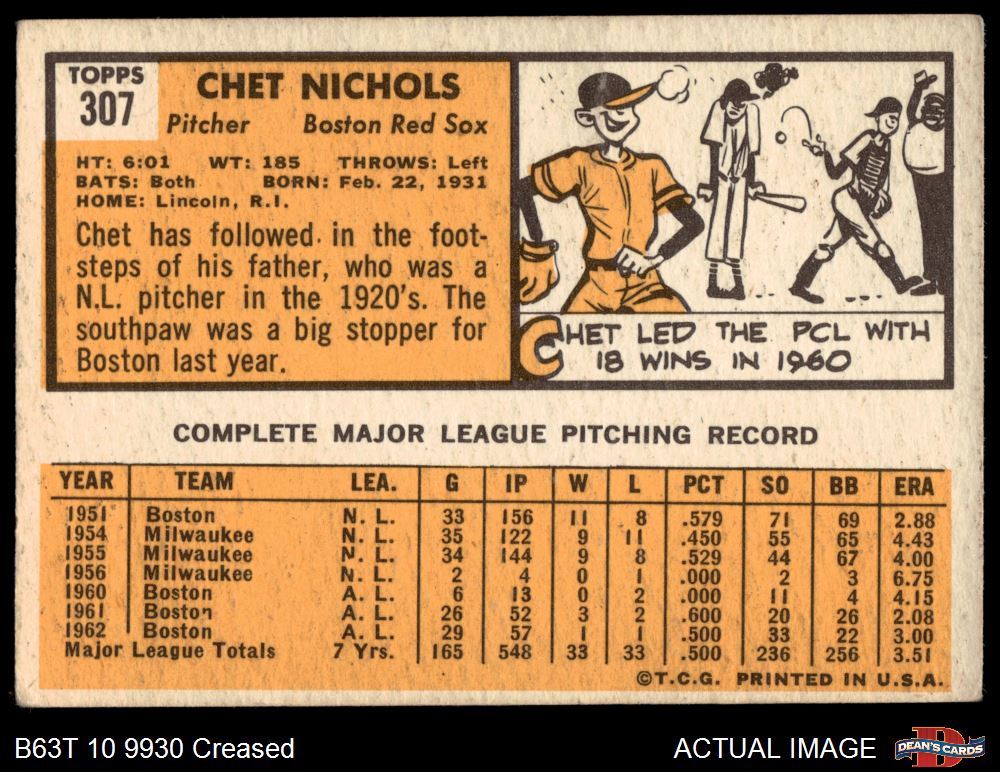 TOPPS
307
CHET NICHOLS
Pitcher Boston Red Sox
HT: 6:01 WT: 185 THROWS: Left
BATS: Both BORN: Feb. 22, 1931
HOME: Lincoln, R.I.
Chet has followed in the foot-
steps of his father, who was a
N.L. pitcher in the 1920's. The
southpaw was a big stopper for
Boston last year.
CHET LED THE PCL WITH
18 WINS IN 1960
COMPLETE MAJOR LEAGUE PITCHING RECORD
YEAR TEAM LEA. G IP W L PCT SO BB ERA
1951 Boston N. L. 33 156 11 8 .579 71 69 2.88
1954 Milwaukee N. L. 35 122 9 11 .450 55 65 4.43
1955 Milwaukee N. L. 34 144 9 8 .529 44 67 4.00
1956 Milwaukee N. L. 2 4 0 1 .000 2 3 6.75
1960 Boston A. L. 6 13 0 2 .000 11 4 4.15
1961 Boston A. L. 26 52 3 2 .600 20 26 2.08
1962 Boston A. L. 29 57 1 1 .500 33 22 3.00
Major League Totals 7 Yrs. 165 548 33 33 .500 236 256 3.51
©T.C.G. PRINTED IN U.S.A.
B63T 10 9930 Creased
ACTUAL IMAGE
DEAN'S CARDS